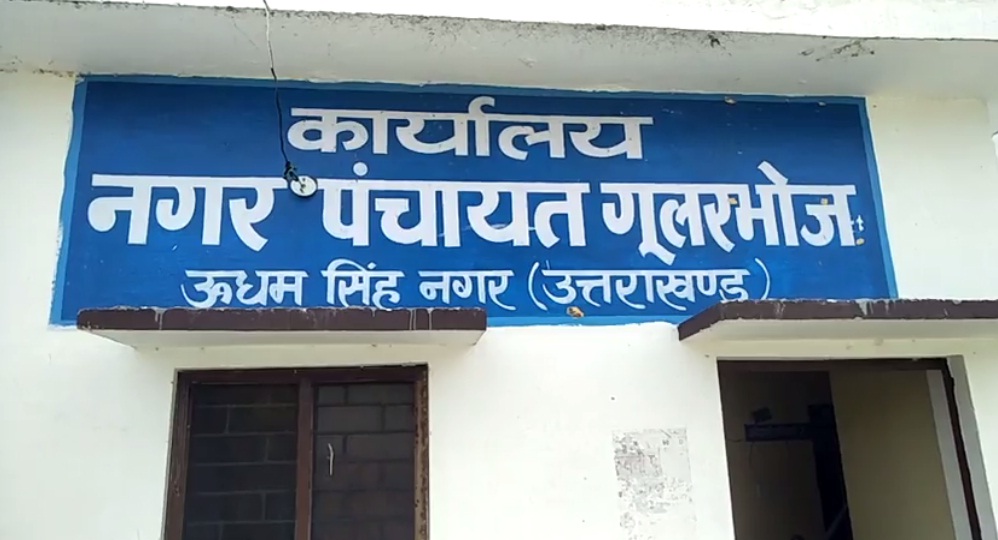 कार्यालय
नगर पंचायत गूलरभोज
ऊधम सिंह नगर (उत्तराखण्ड)